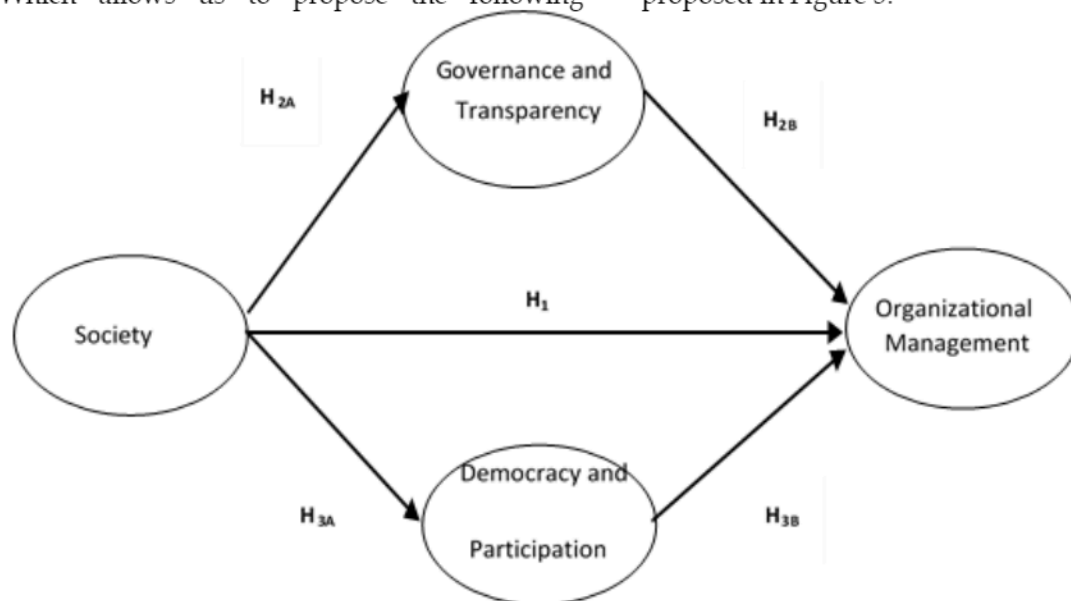 which allows us to propose the following
proposed in Figure 3.
Governance and
Transparency
H2A
H2B
H1
Society
Organizational
Management
Democracy and
Participation
H3A
H3B